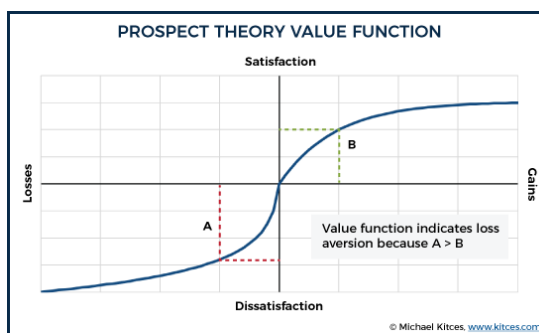 PROSPECT THEORY VALUE FUNCTION
Satisfaction
B
Losses
Gains
A
Value function indicates loss
aversion because A > B
Dissatisfaction
© Michael Kitces, www.kitces.com